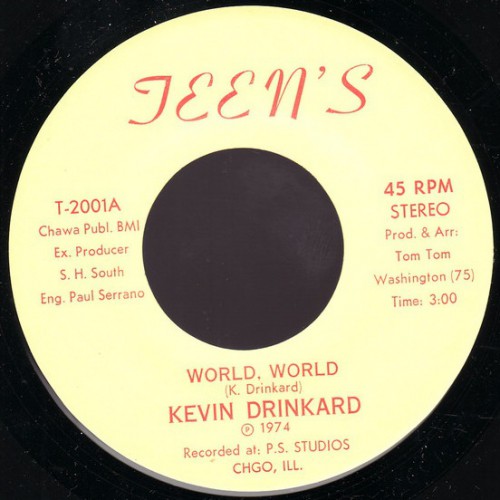 TEEN'S
T-2001A
Chawa Publ. BMI
Ex. Producer
S. H. South
Eng. Paul Serrano
45 RPM
STEREO
Prod. & Arr:
Tom Tom
Washington (75)
Time: 3:00
WORLD, WORLD
(K. Drinkard)
KEVIN DRINKARD
℗ 1974
Recorded at: P.S. STUDIOS
CHGO, ILL.